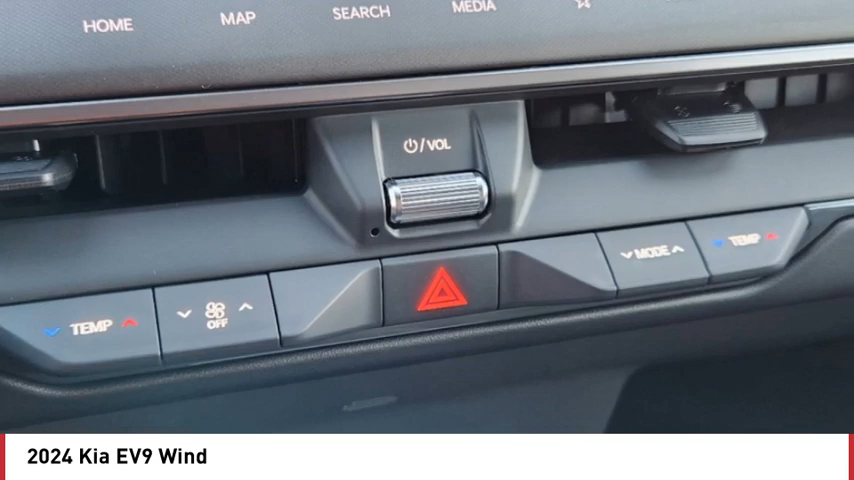 HOME MAP SEARCH MEDIA
/VOL
TEMP
OFF
MODE
TEMP
2024 Kia EV9 Wind